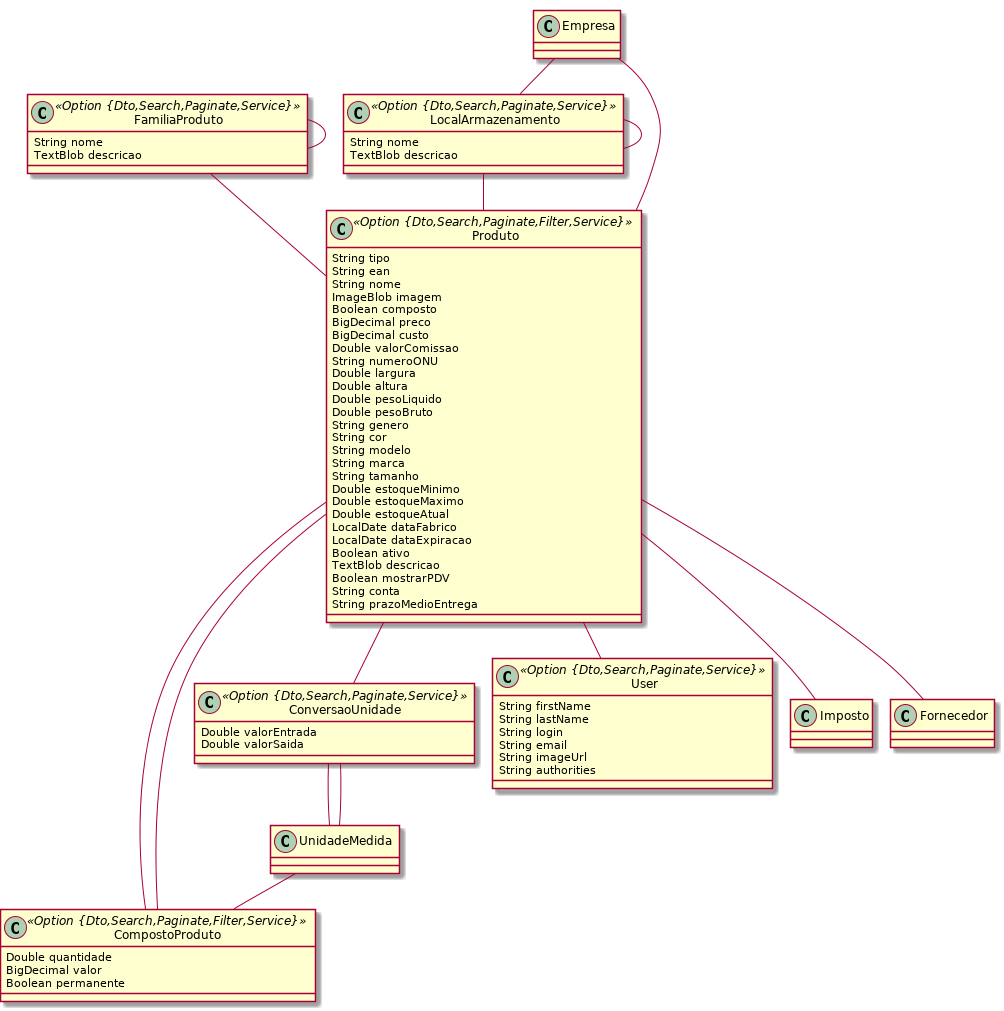 C Empresa
C «Option {Dto,Search,Paginate,Service}»
FamiliaProduto
String nome
TextBlob descricao
C «Option {Dto,Search,Paginate,Service}»
LocalArmazenamento
String nome
TextBlob descricao
C «Option {Dto,Search,Paginate,Filter,Service}»
Produto
String tipo
String ean
String nome
ImageBlob imagem
Boolean composto
BigDecimal preco
BigDecimal custo
Double valorComissao
String numeroONU
Double largura
Double altura
Double pesoLiquido
Double pesoBruto
String genero
String cor
String modelo
String marca
String tamanho
Double estoqueMinimo
Double estoqueMaximo
Double estoqueAtual
LocalDate dataFabrico
LocalDate dataExpiracao
Boolean ativo
TextBlob descricao
Boolean mostrarPDV
String conta
String prazoMedioEntrega
C «Option {Dto,Search,Paginate,Service}»
ConversaoUnidade
Double valorEntrada
Double valorSaida
C «Option {Dto,Search,Paginate,Service}»
User
String firstName
String lastName
String login
String email
String imageUrl
String authorities
C Imposto
C Fornecedor
C UnidadeMedida
C «Option {Dto,Search,Paginate,Filter,Service}»
CompostoProduto
Double quantidade
BigDecimal valor
Boolean permanente